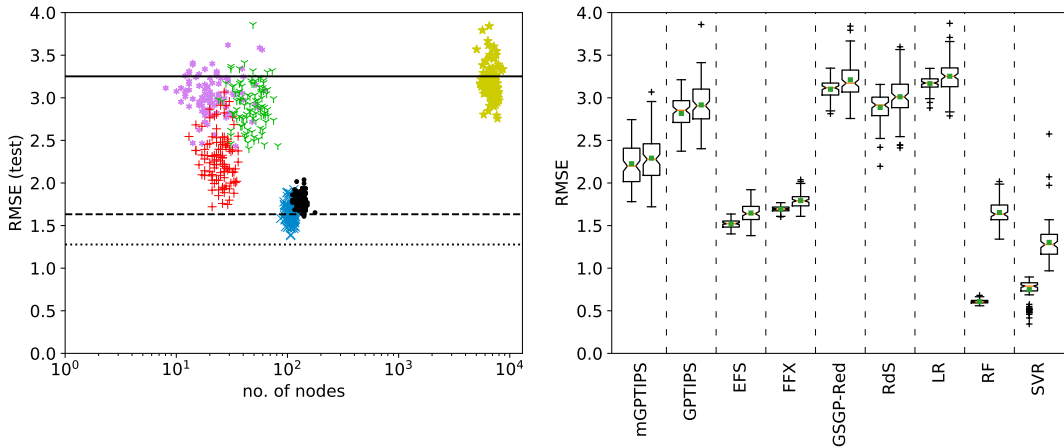 4.0
3.5
3.0
2.5
2.0
1.5
1.0
0.5
0.0
RMSE (test)
10^0
10^1
10^2
10^3
10^4
no. of nodes
4.0
3.5
3.0
2.5
2.0
1.5
1.0
0.5
0.0
RMSE
mGPTIPS
GPTIPS
EFS
FFX
GSGP-Red
RdS
LR
RF
SVR